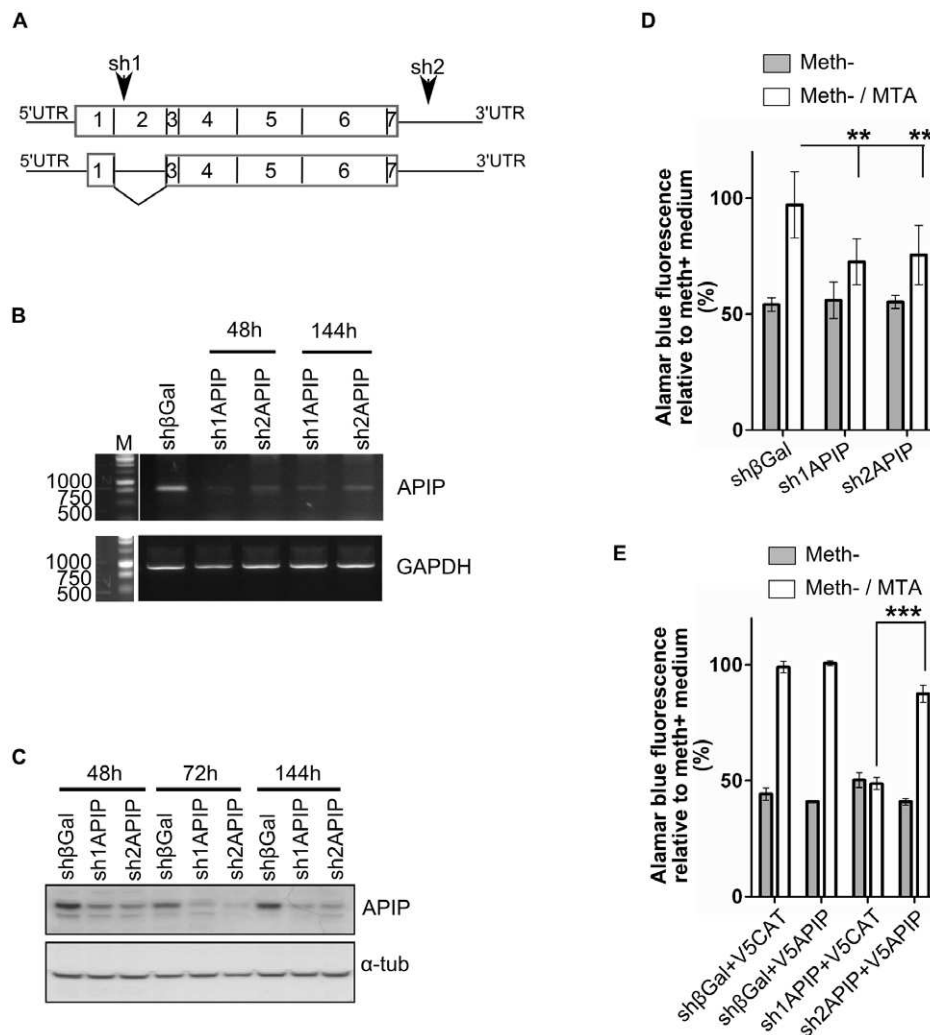 A
sh1 sh2
5'UTR 1 2 3 4 5 6 7 3'UTR
5'UTR 1 3 4 5 6 7 3'UTR
B
48h 144h
M shβGal sh1APIP sh2APIP sh1APIP sh2APIP
1000
750
500
APIP
1000
750
500
GAPDH
C
48h 72h 144h
shβGal sh1APIP sh2APIP shβGal sh1APIP sh2APIP shβGal sh1APIP sh2APIP
APIP
α-tub
D
Meth-
Meth- / MTA
** **
Alamar blue fluorescence
relative to meth+ medium
(%)
100
50
0
shβGal sh1APIP sh2APIP
E
Meth-
Meth- / MTA
***
Alamar blue fluorescence
relative to meth+ medium
(%)
100
50
0
shβGal+V5CAT shβGal+V5APIP sh1APIP+V5CAT sh2APIP+V5APIP